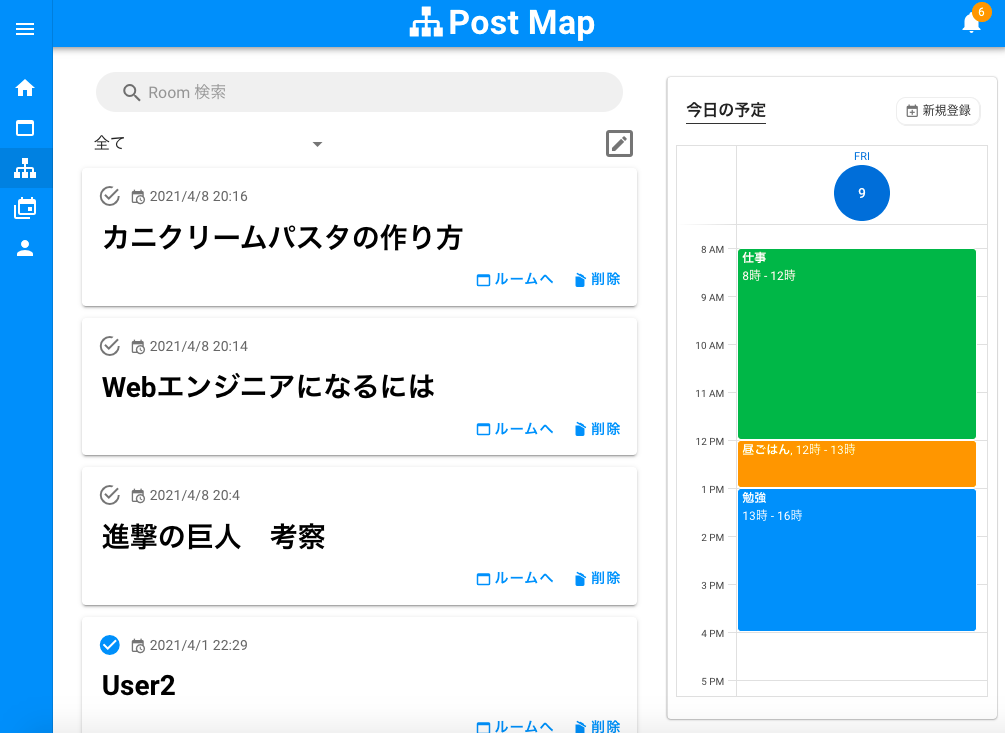 Post Map
6
Room 検索
全て
2021/4/8 20:16
カニクリームパスタの作り方
ルームへ 削除
2021/4/8 20:14
Webエンジニアになるには
ルームへ 削除
2021/4/8 20:4
進撃の巨人　考察
ルームへ 削除
2021/4/1 22:29
User2
ルームへ 削除
今日の予定
新規登録
FRI
9
8 AM
仕事
8時 - 12時
9 AM
10 AM
11 AM
12 PM
昼ごはん, 12時 - 13時
1 PM
勉強
13時 - 16時
2 PM
3 PM
4 PM
5 PM